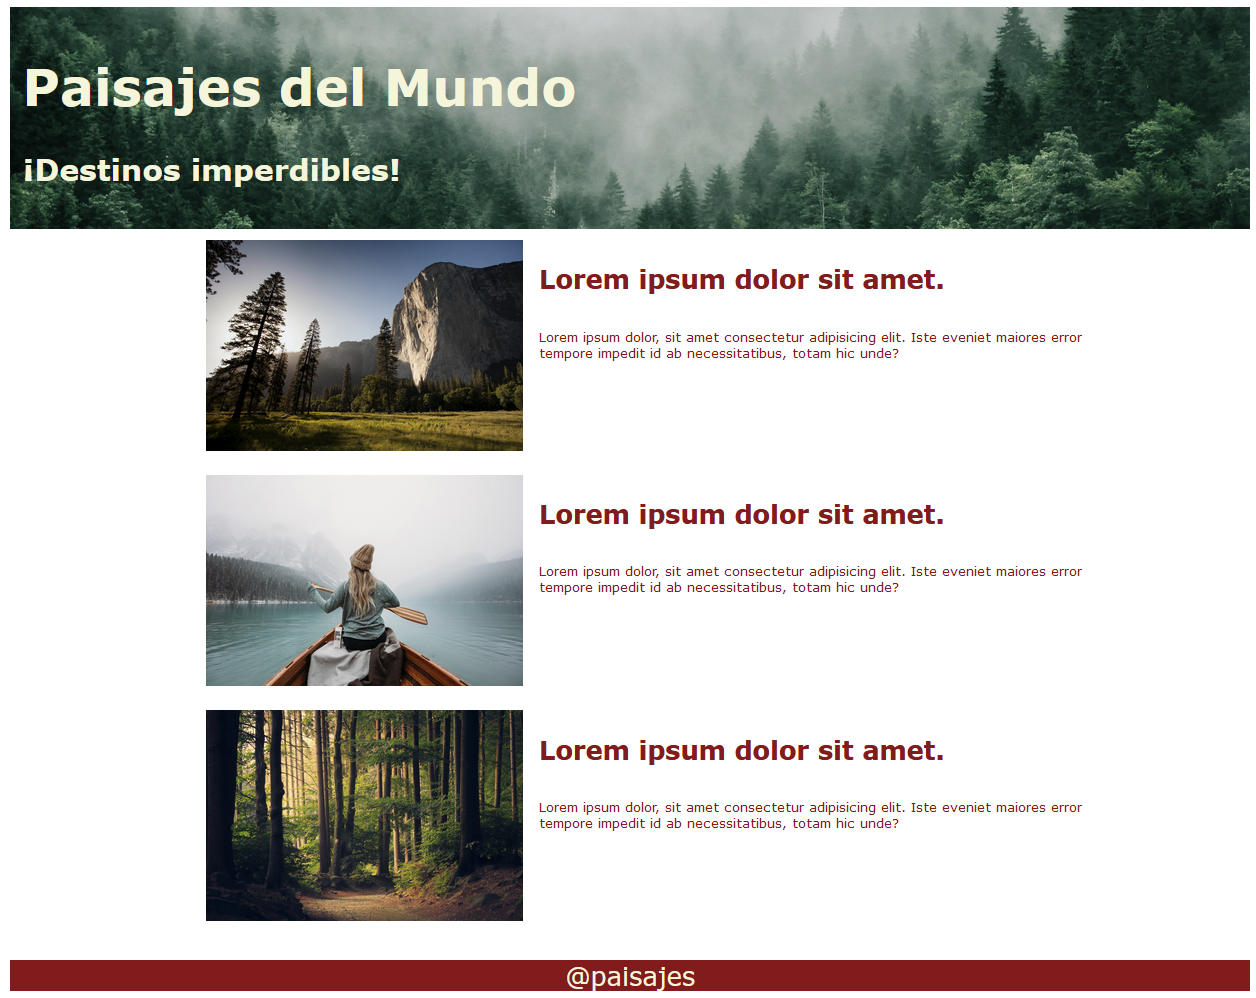 Paisajes del Mundo
¡Destinos imperdibles!
Lorem ipsum dolor sit amet.
Lorem ipsum dolor, sit amet consectetur adipisicing elit. Iste eveniet maiores error
tempore impedit id ab necessitatibus, totam hic unde?
Lorem ipsum dolor sit amet.
Lorem ipsum dolor, sit amet consectetur adipisicing elit. Iste eveniet maiores error
tempore impedit id ab necessitatibus, totam hic unde?
Lorem ipsum dolor sit amet.
Lorem ipsum dolor, sit amet consectetur adipisicing elit. Iste eveniet maiores error
tempore impedit id ab necessitatibus, totam hic unde?
@paisajes